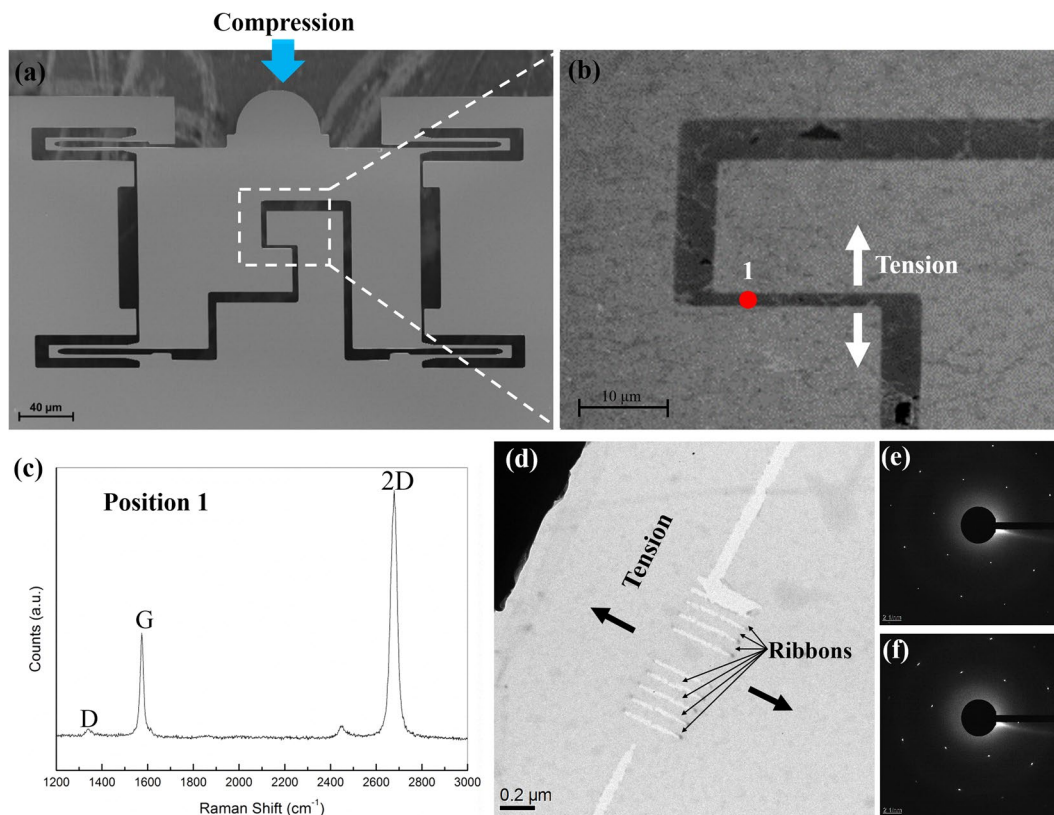 Compression
(a)
40 µm
(b)
1
Tension
10 µm
(c)
Position 1
2D
G
D
Counts (a.u.)
1200 1400 1600 1800 2000 2200 2400 2600 2800 3000
Raman Shift (cm⁻¹)
(d)
Tension
Ribbons
0.2 µm
(e)
(f)